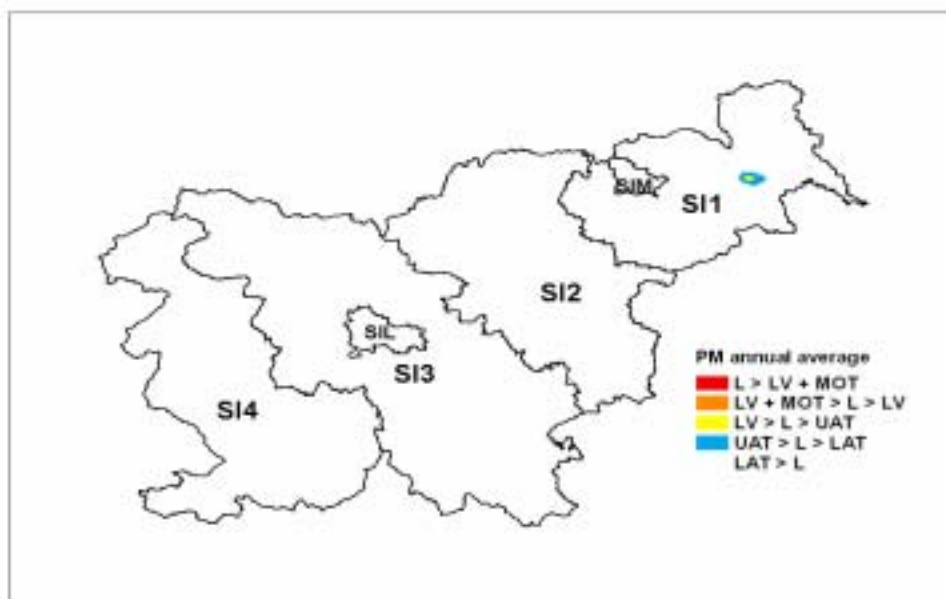 SIM
SI1
SI2
SIL
SI3
SI4
PM annual average
L > LV + MOT
LV + MOT > L > LV
LV > L > UAT
UAT > L > LAT
LAT > L